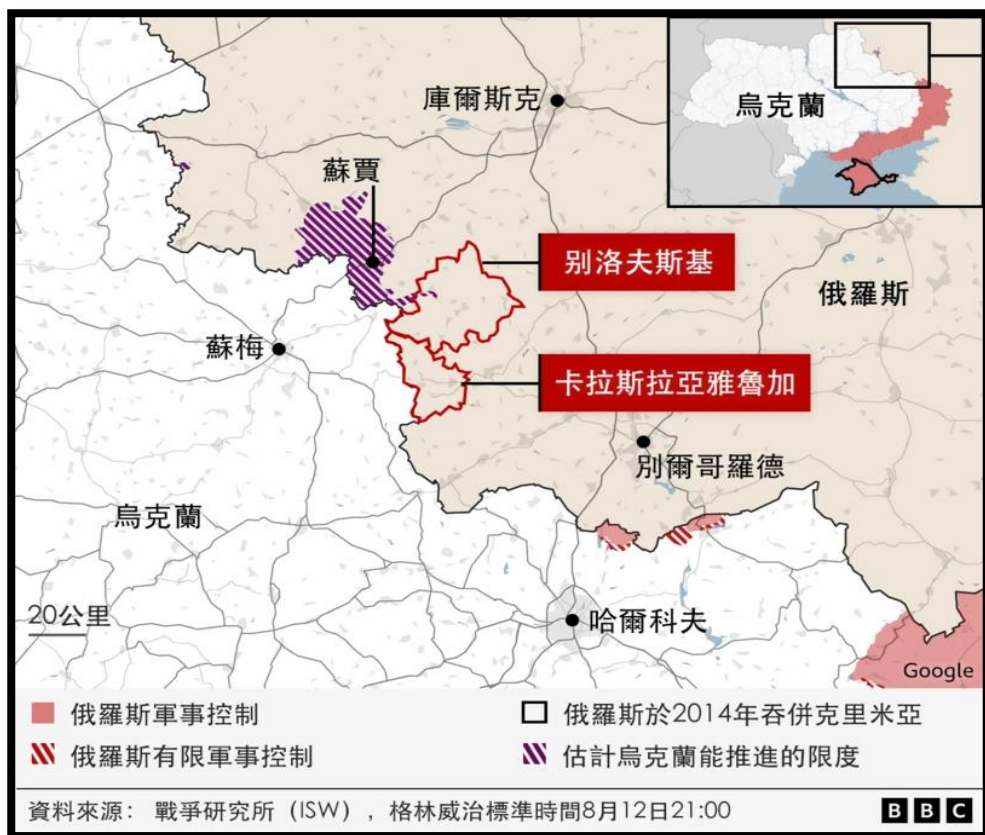 庫爾斯克
烏克蘭
蘇賈
别洛夫斯基
俄羅斯
蘇梅
卡拉斯拉亞雅魯加
別爾哥羅德
烏克蘭
20公里
哈爾科夫
Google
俄羅斯軍事控制
俄羅斯於2014年吞併克里米亞
俄羅斯有限軍事控制
估計烏克蘭能推進的限度
資料來源： 戰爭研究所（ISW）, 格林威治標準時間8月12日21:00
BBC